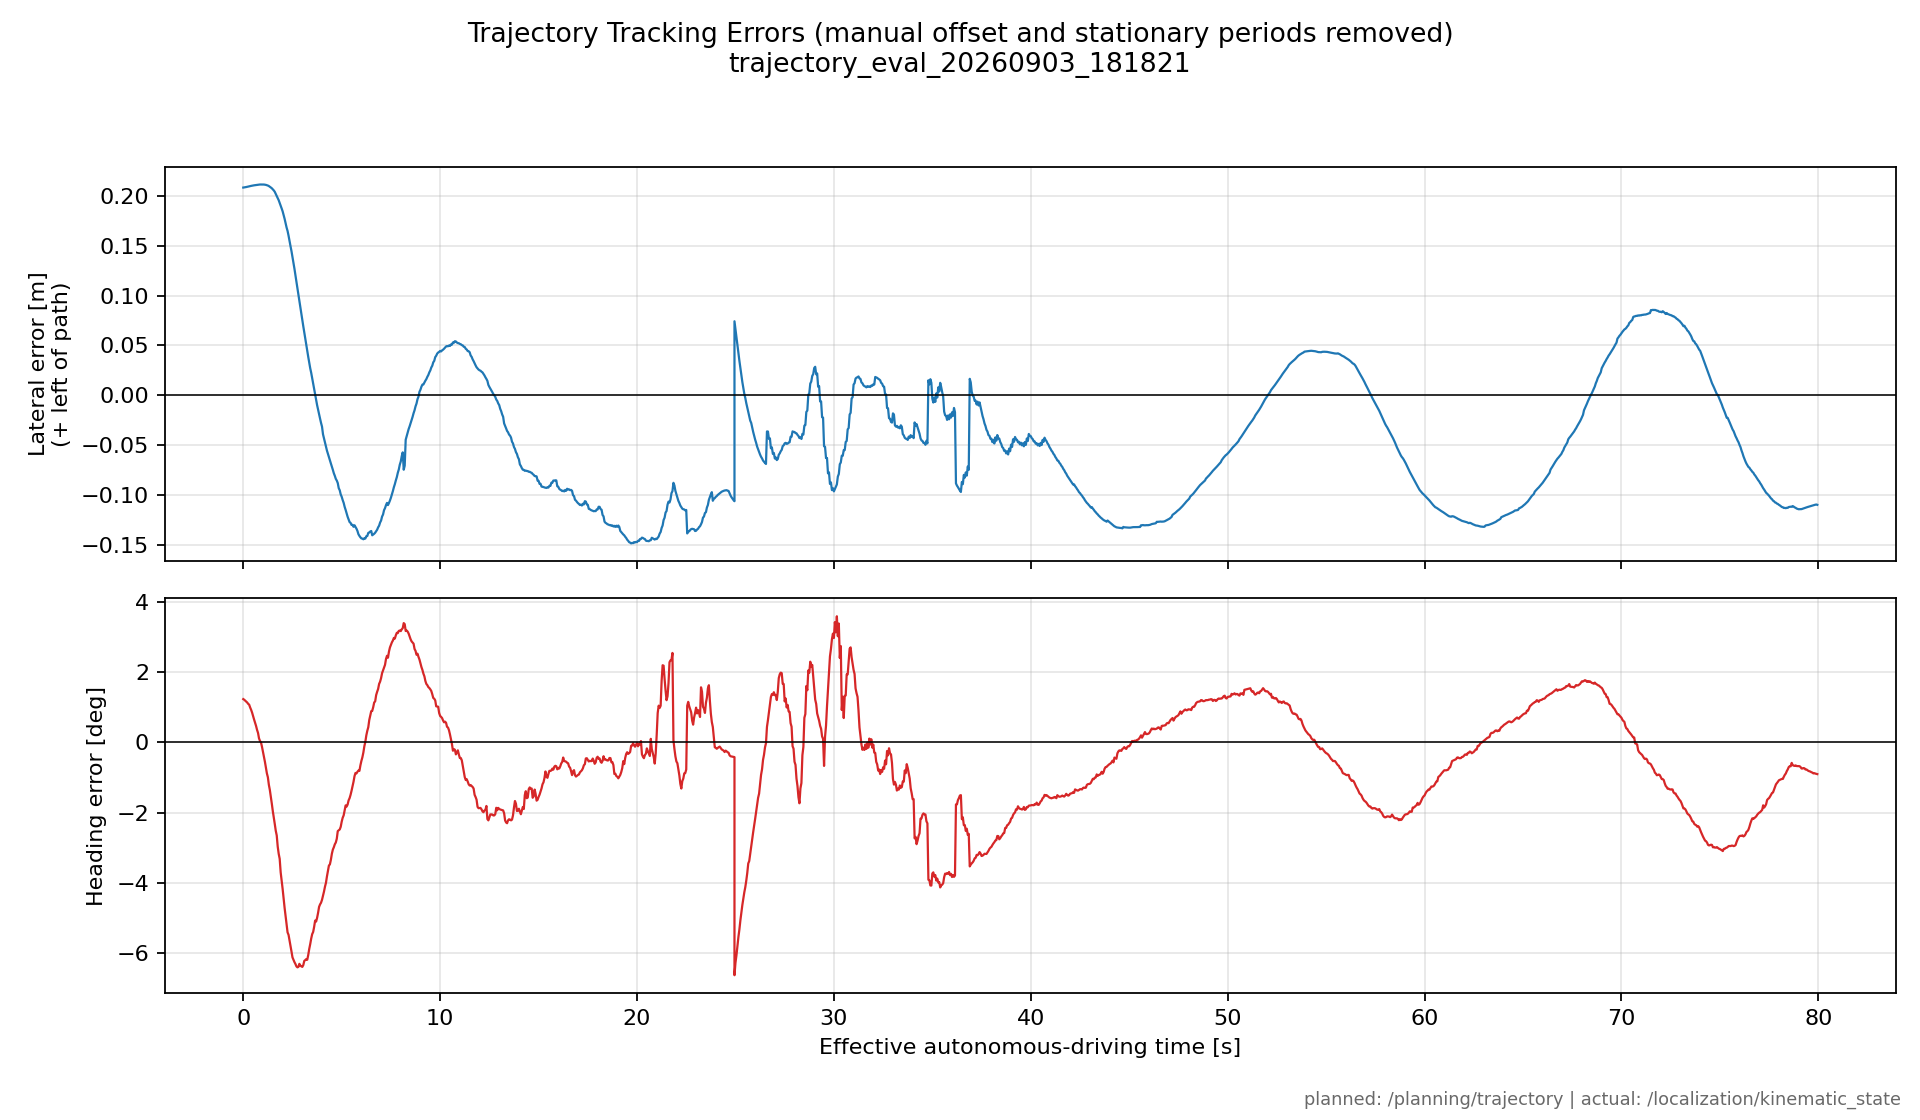 Trajectory Tracking Errors (manual offset and stationary periods removed)
trajectory_eval_20260903_181821
Lateral error [m]
(+ left of path)
0.20
0.15
0.10
0.05
0.00
−0.05
−0.10
−0.15
Heading error [deg]
4
2
0
−2
−4
−6
0 10 20 30 40 50 60 70 80
Effective autonomous-driving time [s]
planned: /planning/trajectory | actual: /localization/kinematic_state